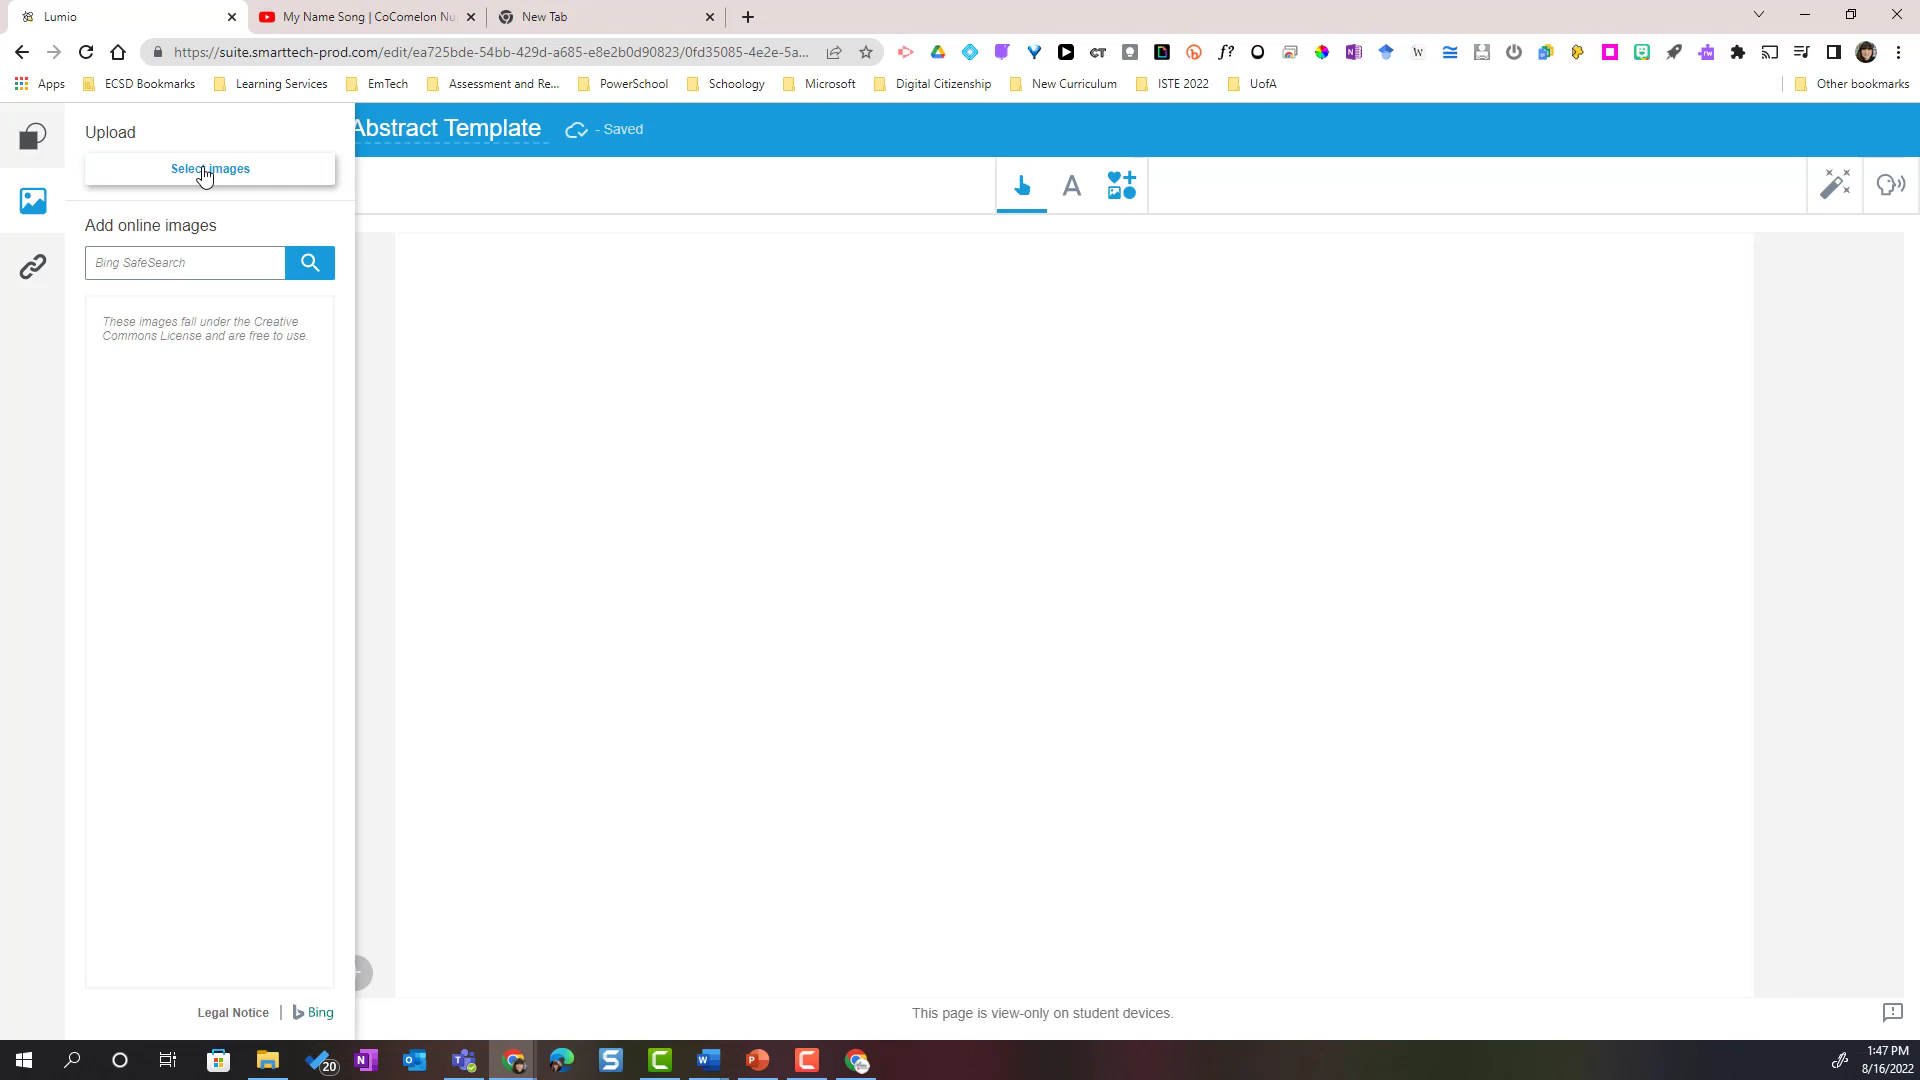 Lumio
My Name Song | CoComelon Nu
New Tab
https://suite.smarttech-prod.com/edit/ea725bde-54bb-429d-a685-e8e2b0d90823/0fd35085-4e2e-5a...
Apps
ECSD Bookmarks
Learning Services
EmTech
Assessment and Re...
PowerSchool
Schoology
Microsoft
Digital Citizenship
New Curriculum
ISTE 2022
UofA
Other bookmarks
Upload
Abstract Template
- Saved
Select images
Add online images
Bing SafeSearch
These images fall under the Creative
Commons License and are free to use.
Legal Notice | Bing
This page is view-only on student devices.
20
1:47 PM
8/16/2022